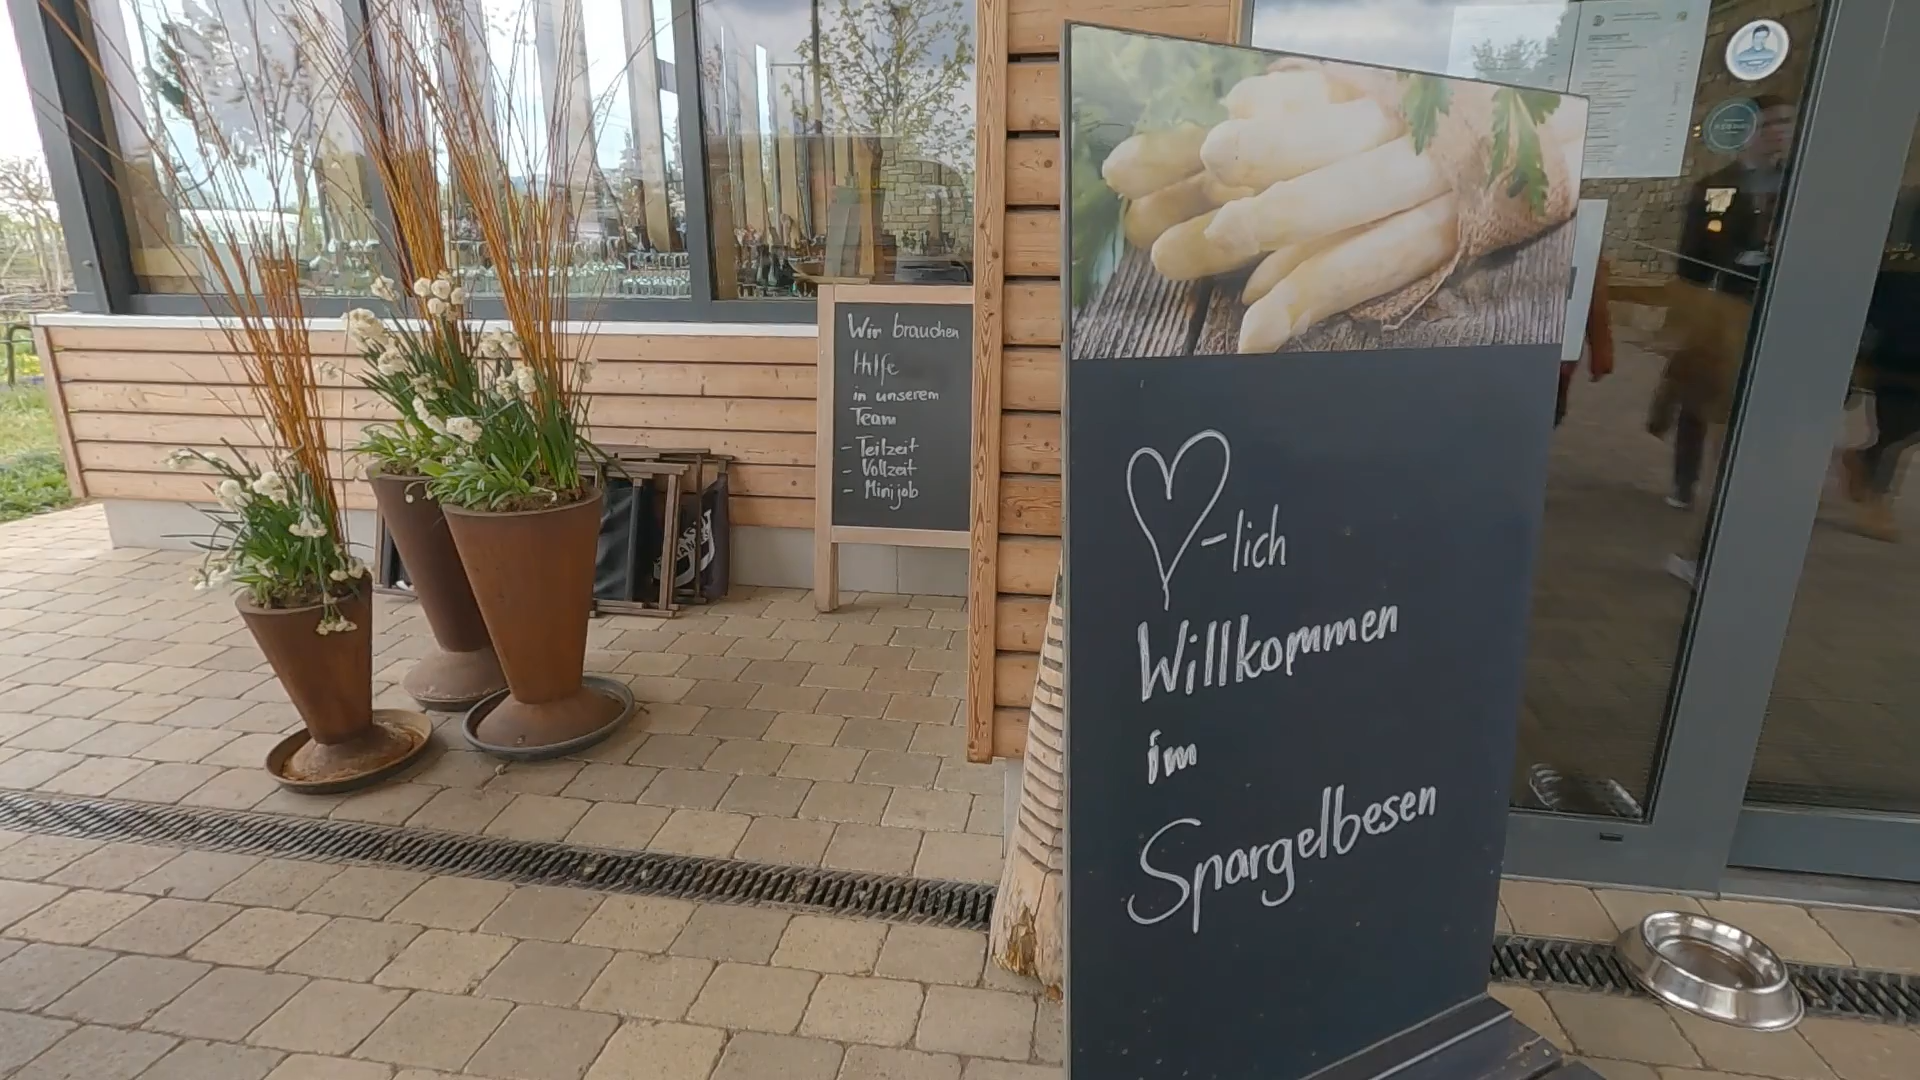 Wir brauchen
Hilfe
in unserem
Team
- Teilzeit
- Vollzeit
- Minijob
♡-lich
Willkommen
im
Spargelbesen